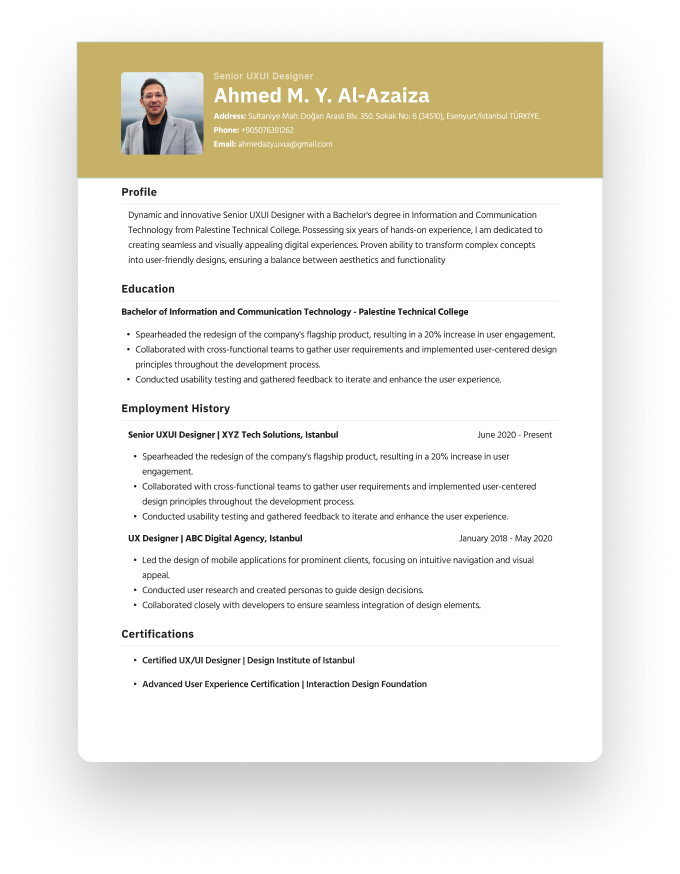 Senior UXUI Designer
Ahmed M. Y. Al-Azaiza
Address: Sultaniye Mah. Doğan Araslı Blv. 350. Sokak No: 6 (34510), Esenyurt/İstanbul TÜRKİYE.
Phone: +905076391262
Email: ahmedazy.uxui@gmail.com
Profile
Dynamic and innovative Senior UXUI Designer with a Bachelor's degree in Information and Communication
Technology from Palestine Technical College. Possessing six years of hands-on experience, I am dedicated to
creating seamless and visually appealing digital experiences. Proven ability to transform complex concepts
into user-friendly designs, ensuring a balance between aesthetics and functionality
Education
Bachelor of Information and Communication Technology - Palestine Technical College
• Spearheaded the redesign of the company's flagship product, resulting in a 20% increase in user engagement.
• Collaborated with cross-functional teams to gather user requirements and implemented user-centered design
principles throughout the development process.
• Conducted usability testing and gathered feedback to iterate and enhance the user experience.
Employment History
Senior UXUI Designer | XYZ Tech Solutions, Istanbul June 2020 - Present
• Spearheaded the redesign of the company's flagship product, resulting in a 20% increase in user
engagement.
• Collaborated with cross-functional teams to gather user requirements and implemented user-centered
design principles throughout the development process.
• Conducted usability testing and gathered feedback to iterate and enhance the user experience.
UX Designer | ABC Digital Agency, Istanbul January 2018 - May 2020
• Led the design of mobile applications for prominent clients, focusing on intuitive navigation and visual
appeal.
• Conducted user research and created personas to guide design decisions.
• Collaborated closely with developers to ensure seamless integration of design elements.
Certifications
• Certified UX/UI Designer | Design Institute of Istanbul
• Advanced User Experience Certification | Interaction Design Foundation